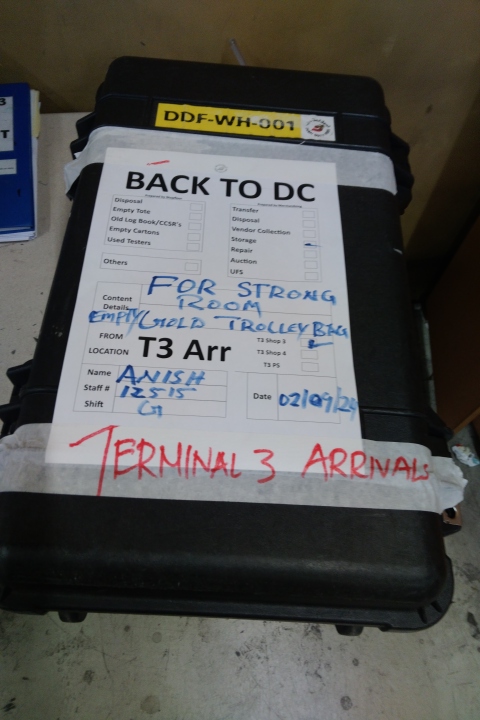 DDF-WH-001
BACK TO DC
Disposal
Empty Tote
Old Log Book/CCSR's
Empty Cartons
Used Testers
Others
Transfer
Disposal
Vendor Collection
Storage
Repair
Auction
UFS
Content Details
FOR STRONG
ROOM
EMPTY/GOLD TROLLEY BAG
FROM LOCATION
T3 Arr
T3 Shop 3
T3 Shop 4
T3 PS
Name ANISH
Staff # 12515
Shift G
Date 02/09/24
TERMINAL 3 ARRIVALS